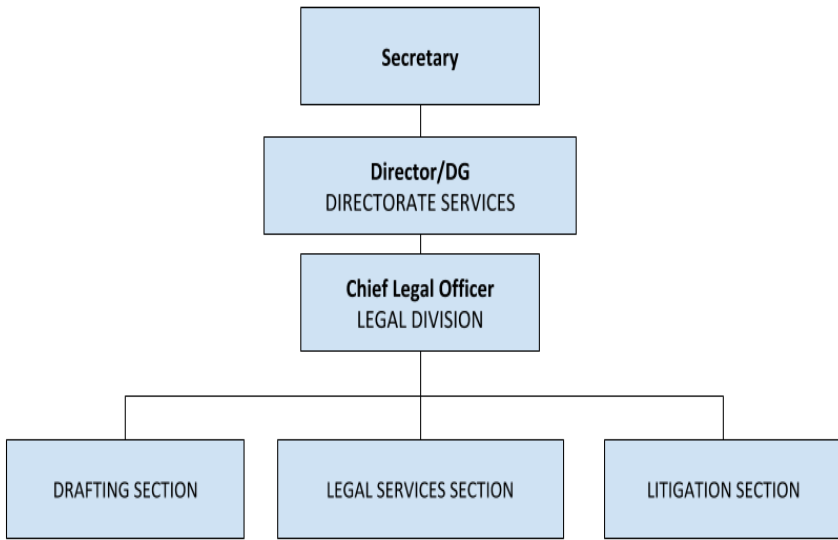 Secretary
Director/DG
DIRECTORATE SERVICES
Chief Legal Officer
LEGAL DIVISION
DRAFTING SECTION
LEGAL SERVICES SECTION
LITIGATION SECTION